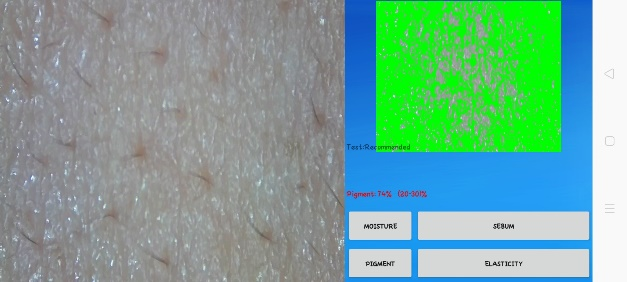 Test/Recommended
Pigment: 74% (20-30)%
MOISTURE
SEBUM
PIGMENT
ELASTICITY